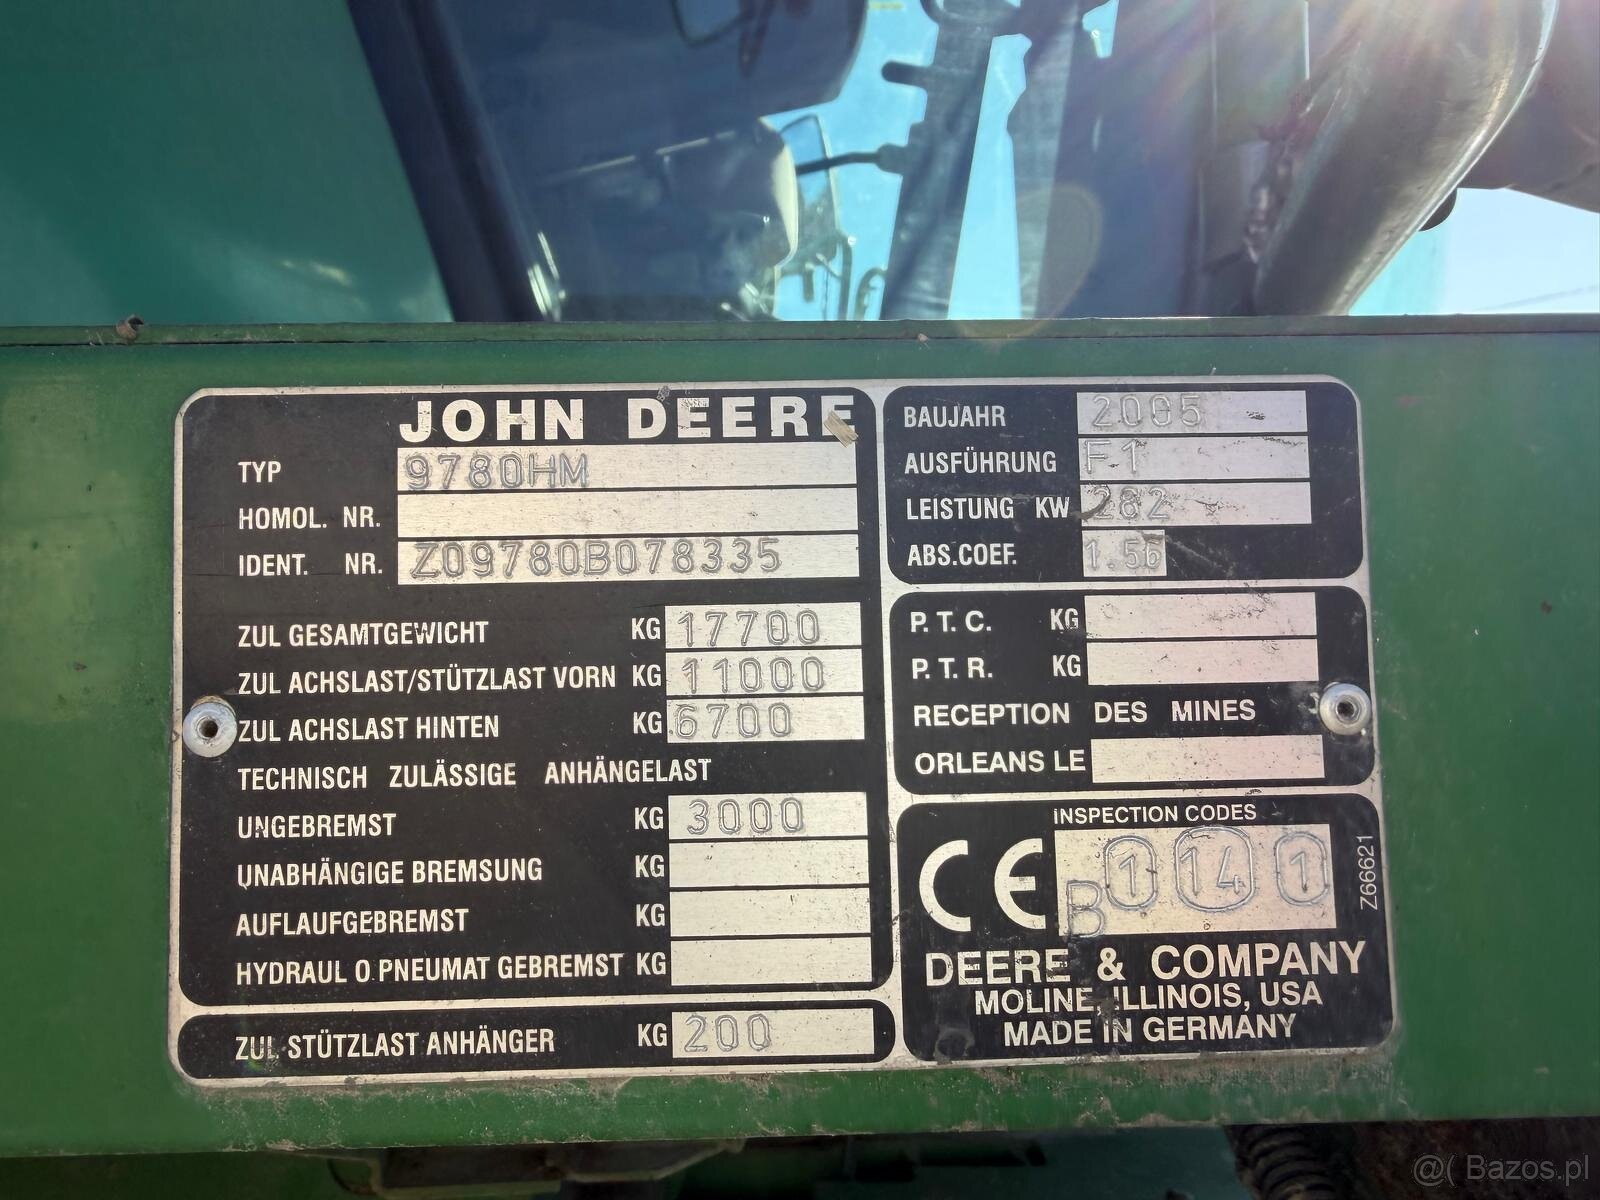 JOHN DEERE
TYP 9780HM
HOMOL. NR.
IDENT. NR. Z09780B078335
ZUL GESAMTGEWICHT KG 17700
ZUL ACHSLAST/STÜTZLAST VORN KG 11000
ZUL ACHSLAST HINTEN KG 6700
TECHNISCH ZULÄSSIGE ANHÄNGELAST
UNGEBREMST KG 3000
UNABHÄNGIGE BREMSUNG KG
AUFLAUFGEBREMST KG
HYDRAUL O PNEUMAT GEBREMST KG
ZUL STÜTZLAST ANHÄNGER KG 200
BAUJAHR 2005
AUSFÜHRUNG F1
LEISTUNG KW 282
ABS.COEF. 1.56
P. T. C. KG
P. T. R. KG
RECEPTION DES MINES
ORLEANS LE
INSPECTION CODES
CE B 1 14 1
Z66621
DEERE & COMPANY
MOLINE, ILLINOIS, USA
MADE IN GERMANY
@( Bazos.pl